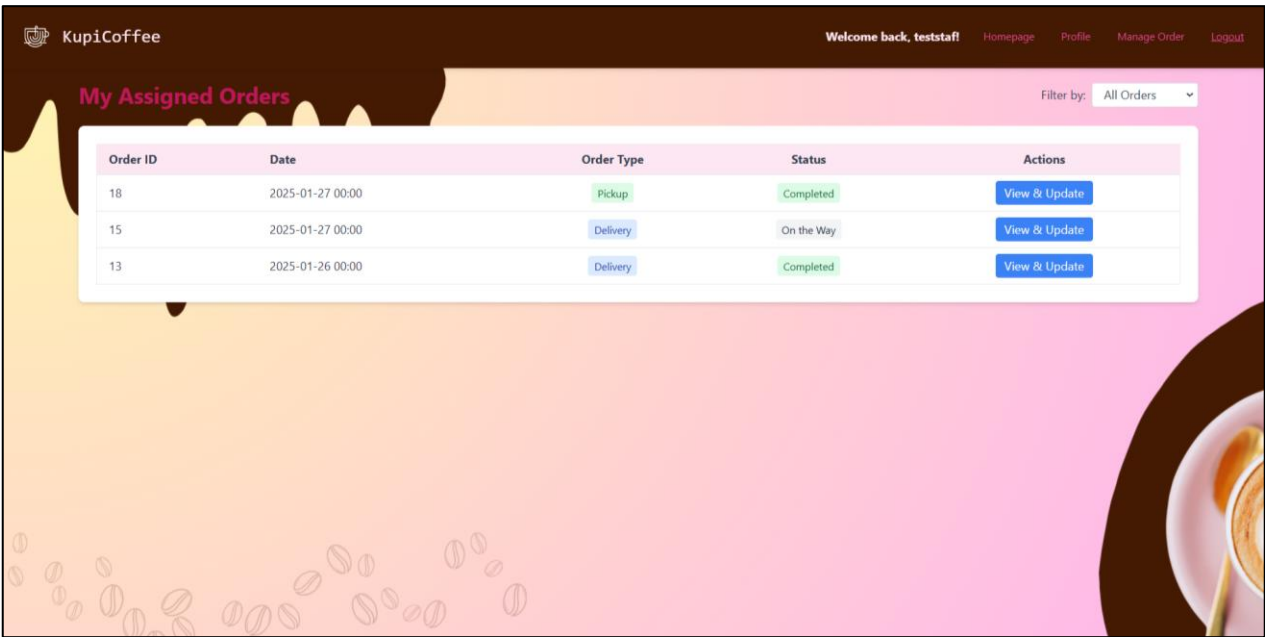 KupiCoffee Welcome back, teststaf! Homepage Profile Manage Order Logout
My Assigned Orders Filter by: All Orders
Order ID Date Order Type Status Actions
18 2025-01-27 00:00 Pickup Completed View & Update
15 2025-01-27 00:00 Delivery On the Way View & Update
13 2025-01-26 00:00 Delivery Completed View & Update